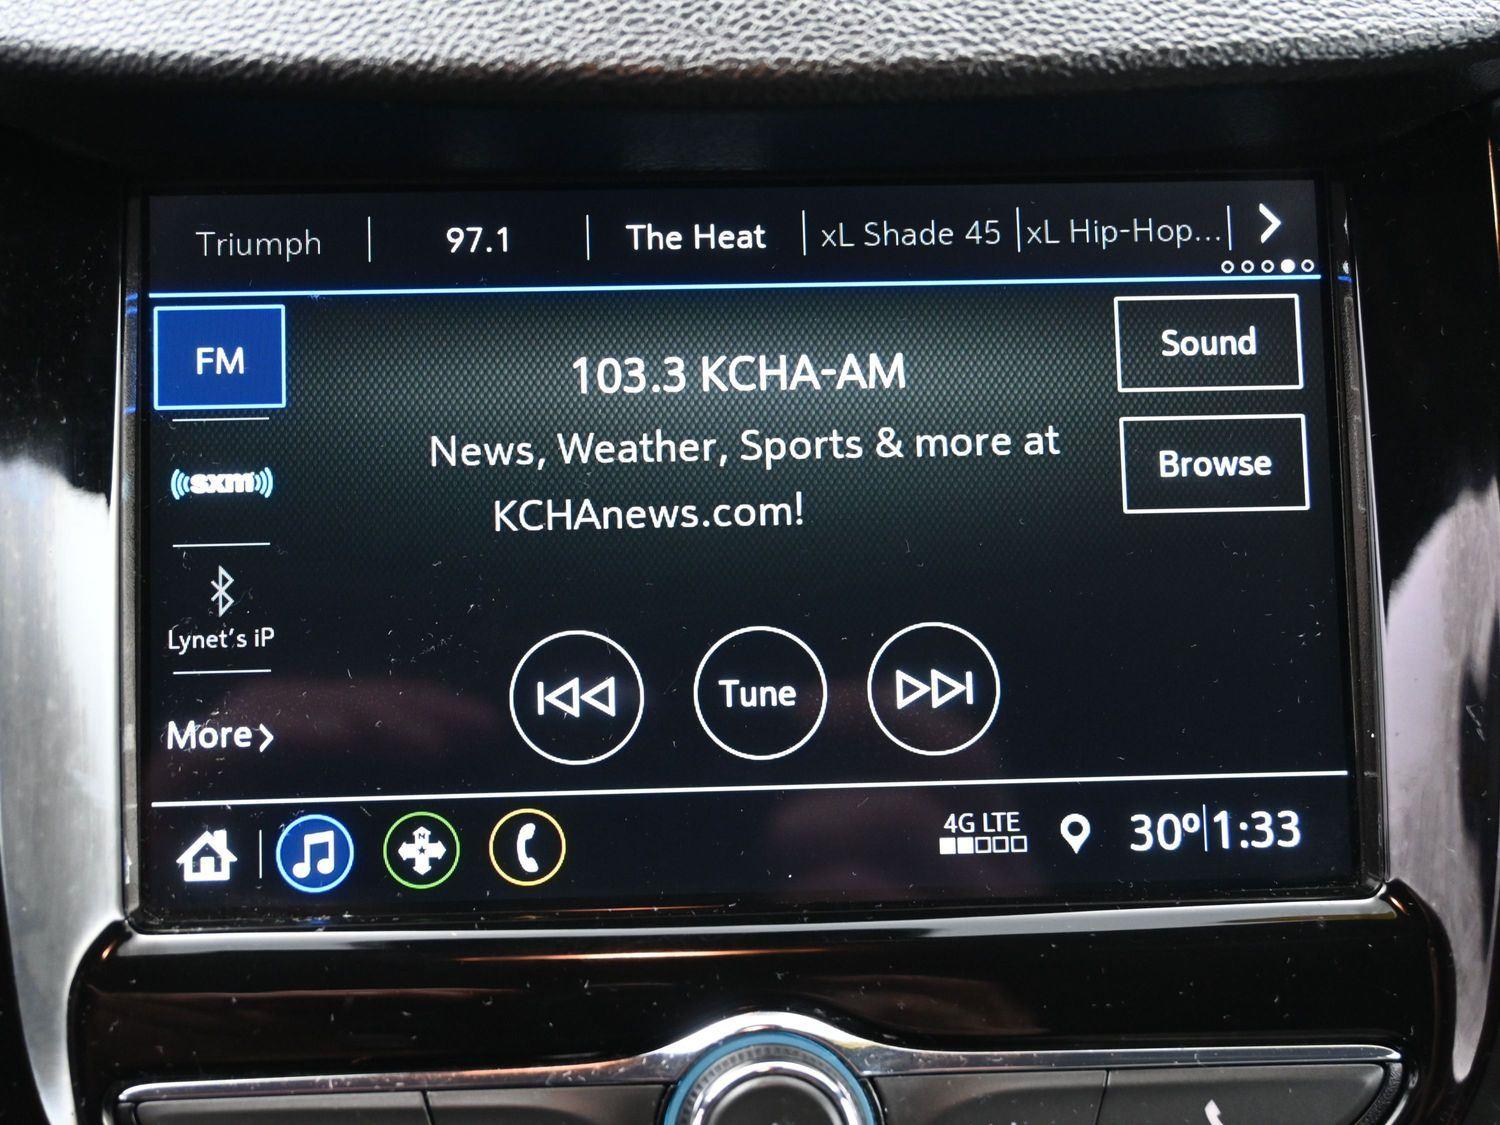 Triumph
97.1
The Heat
xL Shade 45
xL Hip-Hop...
FM
103.3 KCHA-AM
Sound
News, Weather, Sports & more at
KCHAnews.com!
Browse
sxm
Lynet's iP
Tune
More
N
4G LTE
30º
1:33